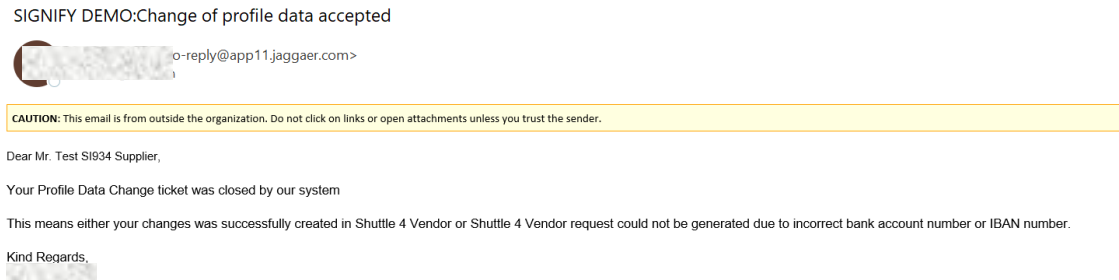 SIGNIFY DEMO:Change of profile data accepted
o-reply@app11.jaggaer.com>
CAUTION: This email is from outside the organization. Do not click on links or open attachments unless you trust the sender.
Dear Mr. Test SI934 Supplier,
Your Profile Data Change ticket was closed by our system
This means either your changes was successfully created in Shuttle 4 Vendor or Shuttle 4 Vendor request could not be generated due to incorrect bank account number or IBAN number.
Kind Regards,